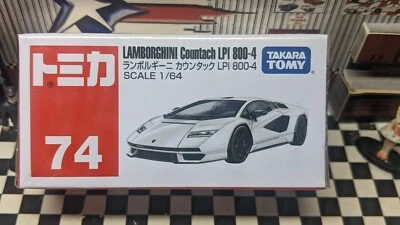 トミカ®
74
LAMBORGHINI Countach LPI 800-4
ランボルギーニ カウンタック LPI 800-4
SCALE 1/64
TAKARA
TOMY